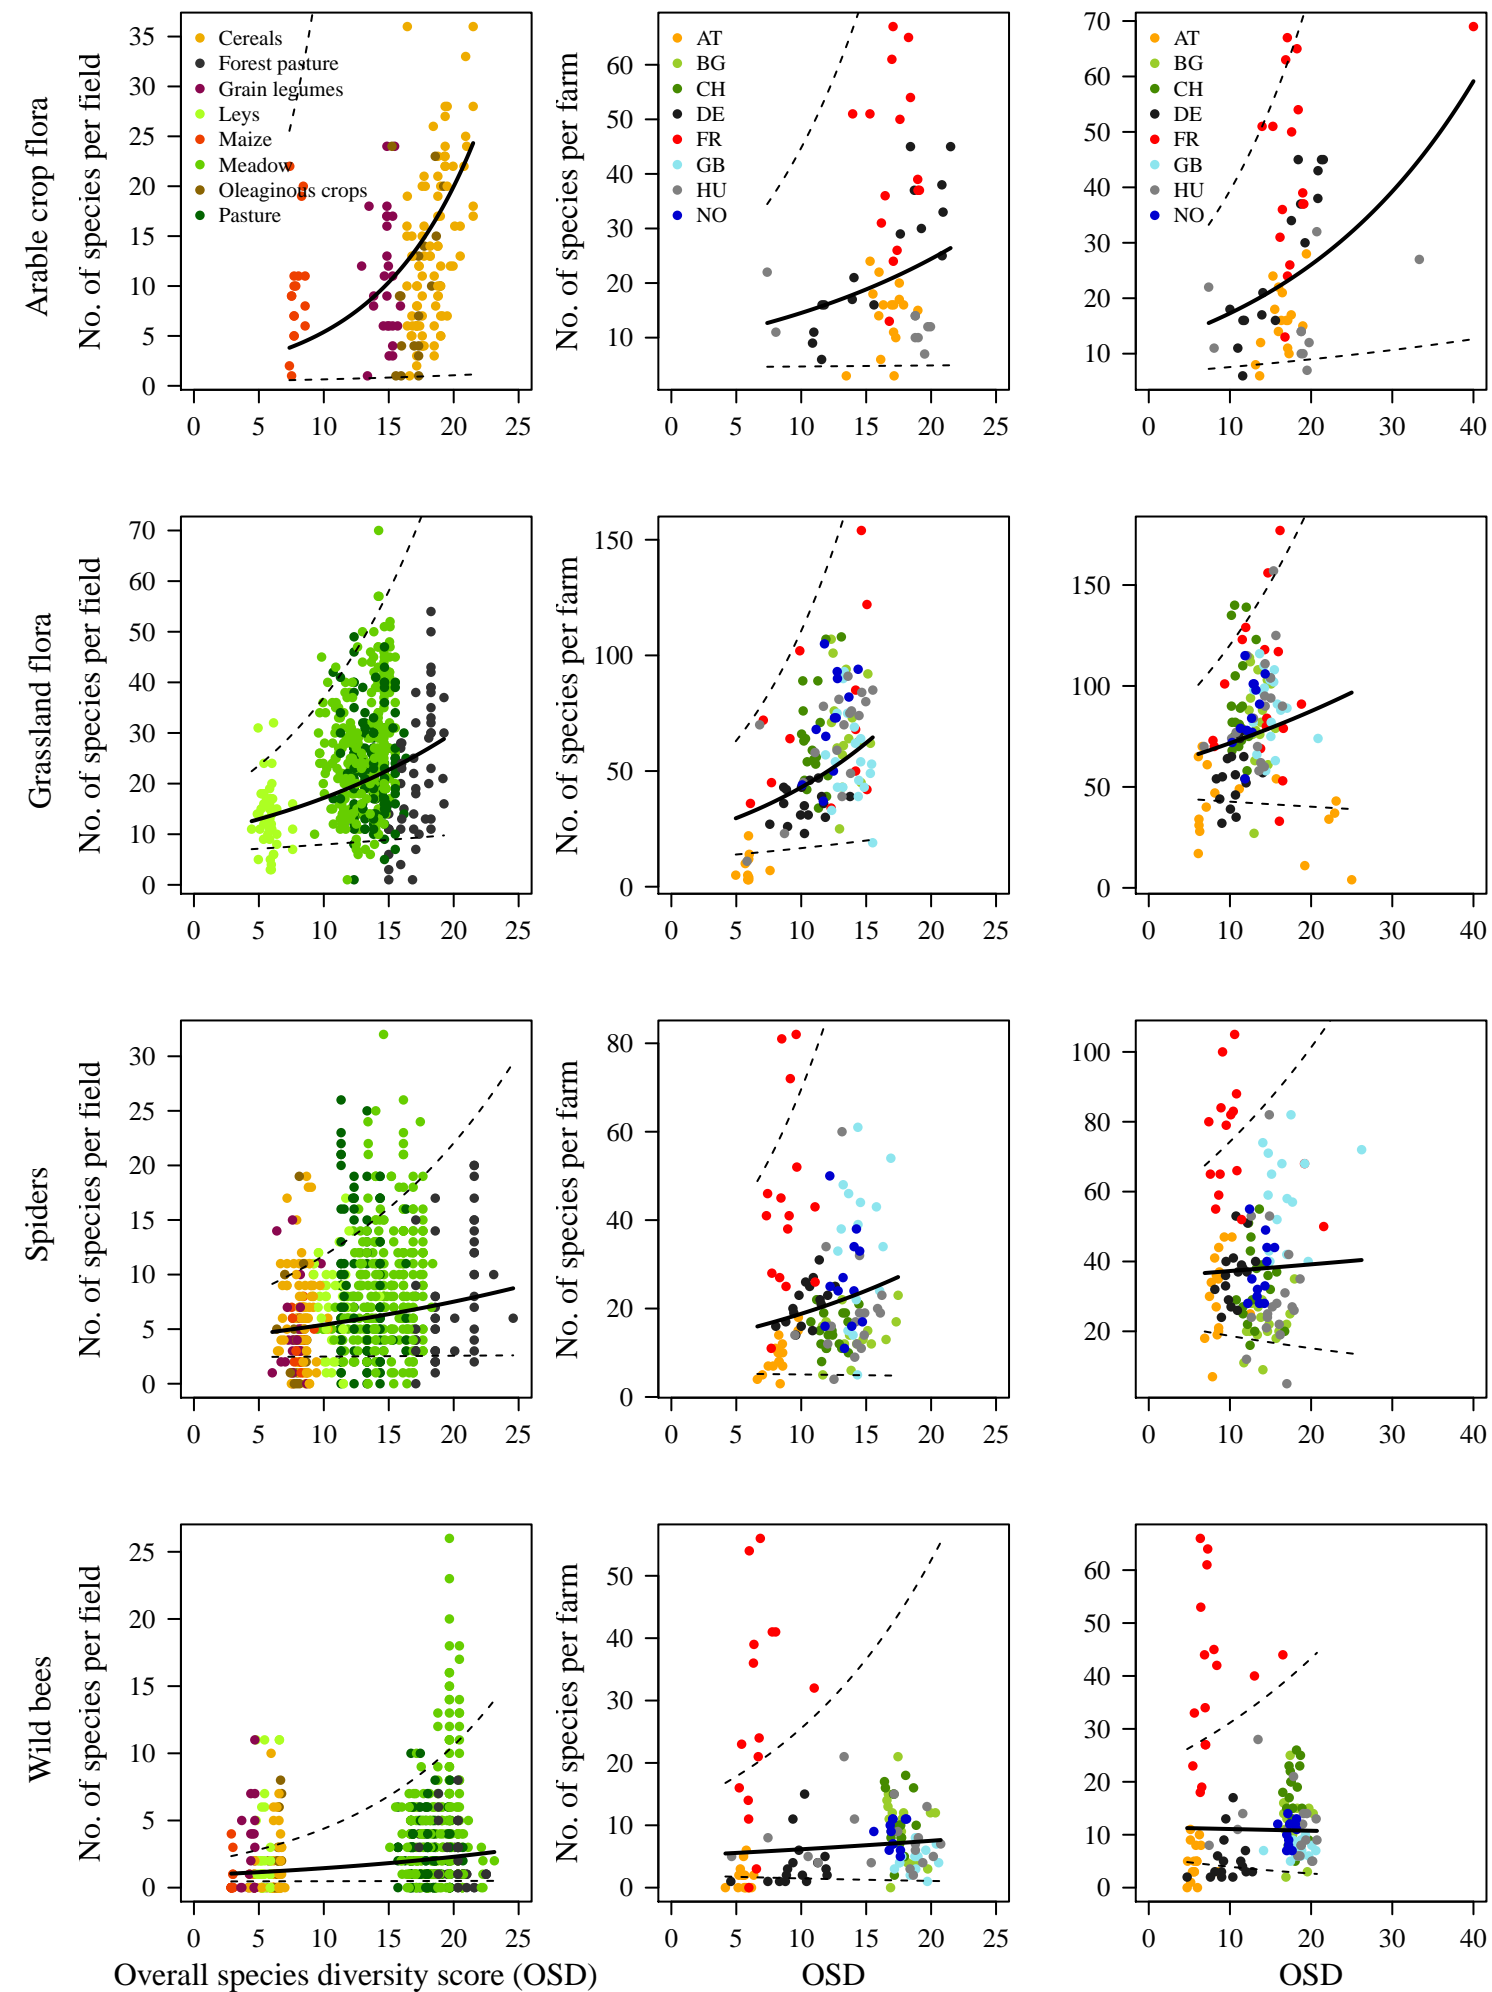 Arable crop flora
No. of species per field
35
30
25
20
15
10
5
0
Cereals
Forest pasture
Grain legumes
Leys
Maize
Meadow
Oleaginous crops
Pasture
0 5 10 15 20 25
No. of species per farm
60
50
40
30
20
10
AT
BG
CH
DE
FR
GB
HU
NO
0 5 10 15 20 25
70
60
50
40
30
20
10
AT
BG
CH
DE
FR
GB
HU
NO
0 10 20 30 40
Grassland flora
No. of species per field
70
60
50
40
30
20
10
0
0 5 10 15 20 25
No. of species per farm
150
100
50
0
0 5 10 15 20 25
150
100
50
0
0 10 20 30 40
Spiders
No. of species per field
30
25
20
15
10
5
0
0 5 10 15 20 25
No. of species per farm
80
60
40
20
0
0 5 10 15 20 25
100
80
60
40
20
0 10 20 30 40
Wild bees
No. of species per field
25
20
15
10
5
0
0 5 10 15 20 25
Overall species diversity score (OSD)
No. of species per farm
50
40
30
20
10
0
0 5 10 15 20 25
OSD
60
50
40
30
20
10
0
0 10 20 30 40
OSD